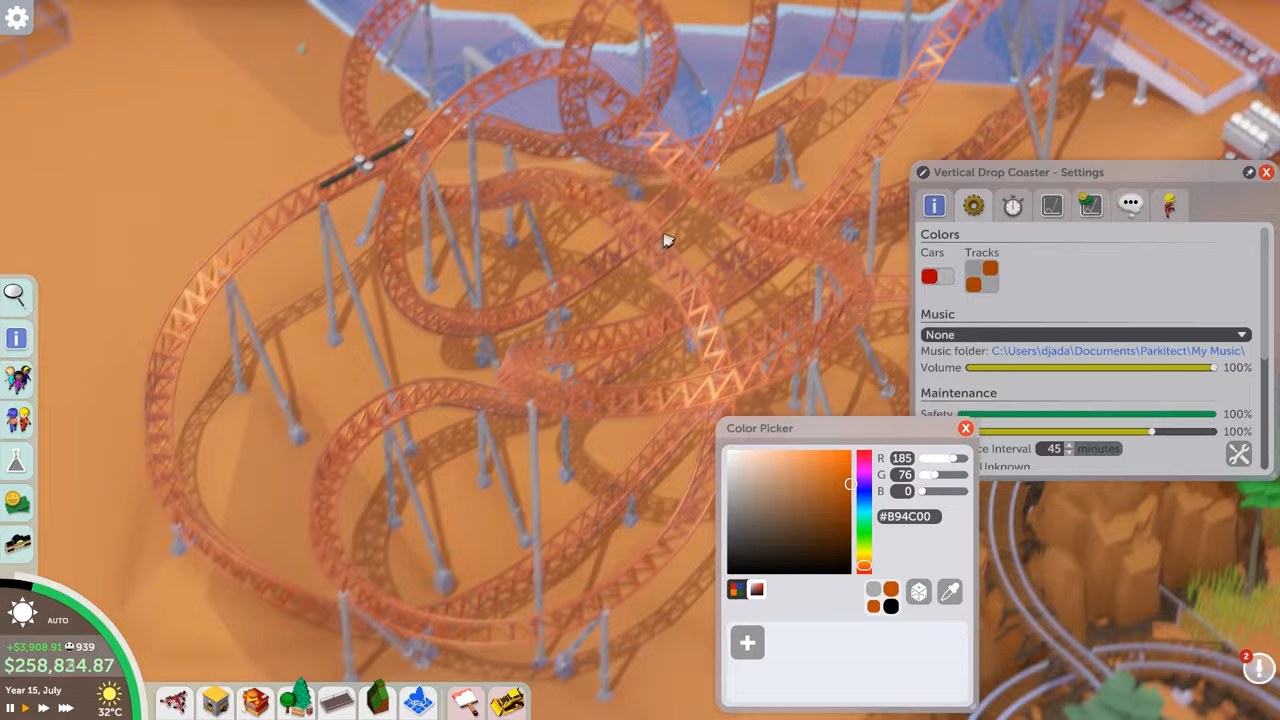 Vertical Drop Coaster - Settings
Colors
Cars
Tracks
Music
None
Music folder: C:\Users\djada\Documents\Parkitect\My Music\
Volume
100%
Maintenance
Safety
100%
100%
ce Interval
45
minutes
Unknown
Color Picker
R
185
G
76
B
0
#B94C00
AUTO
+$3,908.91
939
$258,834.87
Year 15, July
32°C
2